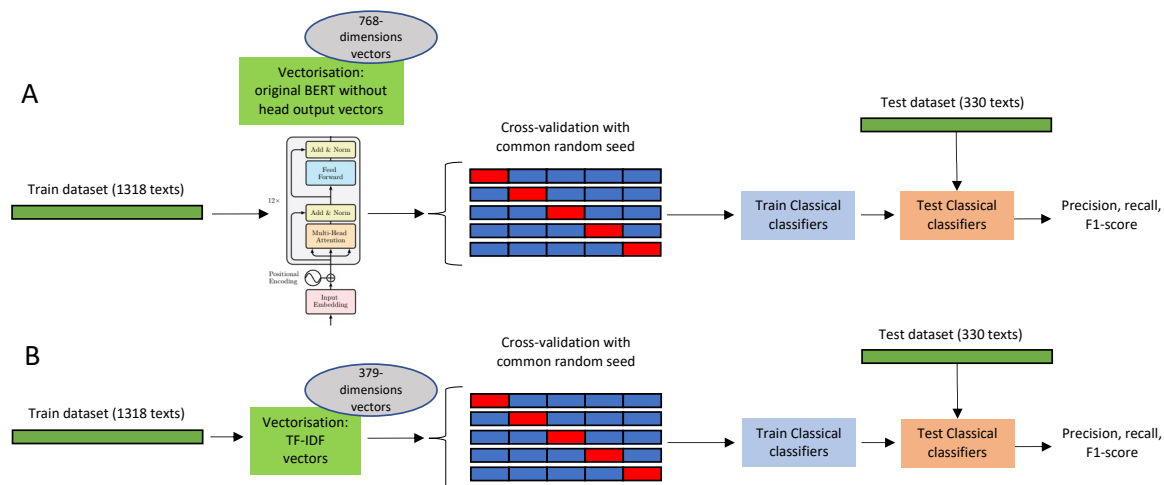 768-
dimensions
vectors
A
Vectorisation:
original BERT without
head output vectors
Test dataset (330 texts)
Cross-validation with
common random seed
Train dataset (1318 texts)
12×
Add & Norm
Feed
Forward
Add & Norm
Multi-Head
Attention
Positional
Encoding
Input
Embedding
Train Classical
classifiers
Test Classical
classifiers
Precision, recall,
F1-score
B
Test dataset (330 texts)
Cross-validation with
common random seed
379-
dimensions
vectors
Train dataset (1318 texts)
Vectorisation:
TF-IDF
vectors
Train Classical
classifiers
Test Classical
classifiers
Precision, recall,
F1-score